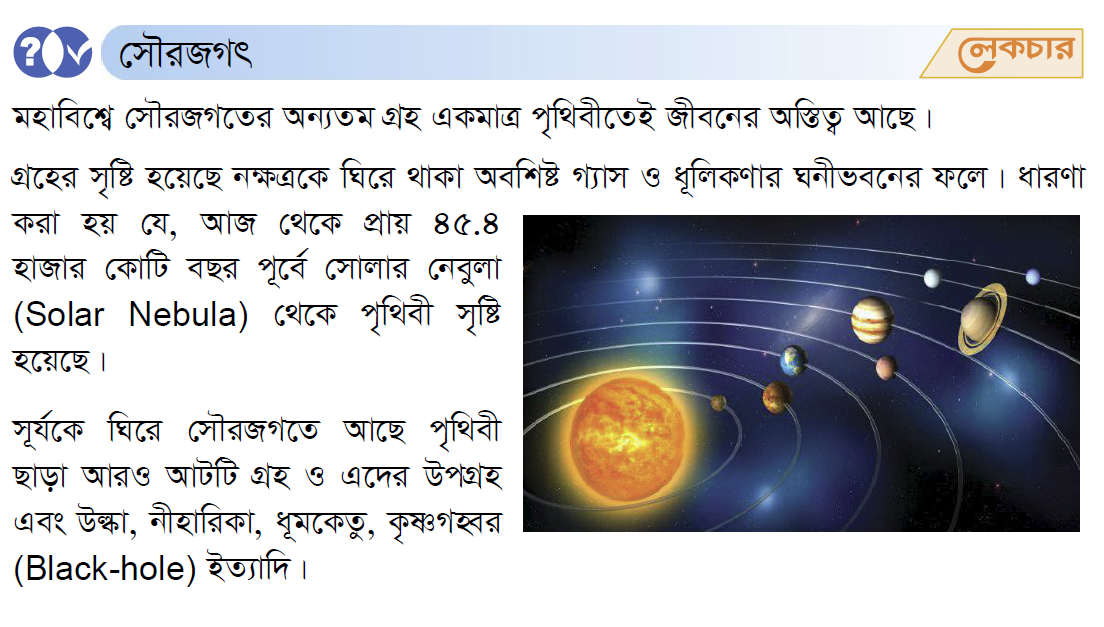 সৌরজগৎ
লেকচার
মহাবিশ্বে সৌরজগতের অন্যতম গ্রহ একমাত্র পৃথিবীতেই জীবনের অস্তিত্ব আছে।
গ্রহের সৃষ্টি হয়েছে নক্ষত্রকে ঘিরে থাকা অবশিষ্ট গ্যাস ও ধূলিকণার ঘনীভবনের ফলে। ধারণা
করা হয় যে, আজ থেকে প্রায় ৪৫.৪
হাজার কোটি বছর পূর্বে সোলার নেবুলা
(Solar Nebula) থেকে পৃথিবী সৃষ্টি
হয়েছে।
সূর্যকে ঘিরে সৌরজগতে আছে পৃথিবী
ছাড়া আরও আটটি গ্রহ ও এদের উপগ্রহ
এবং উল্কা, নীহারিকা, ধূমকেতু, কৃষ্ণগহ্বর
(Black-hole) ইত্যাদি।